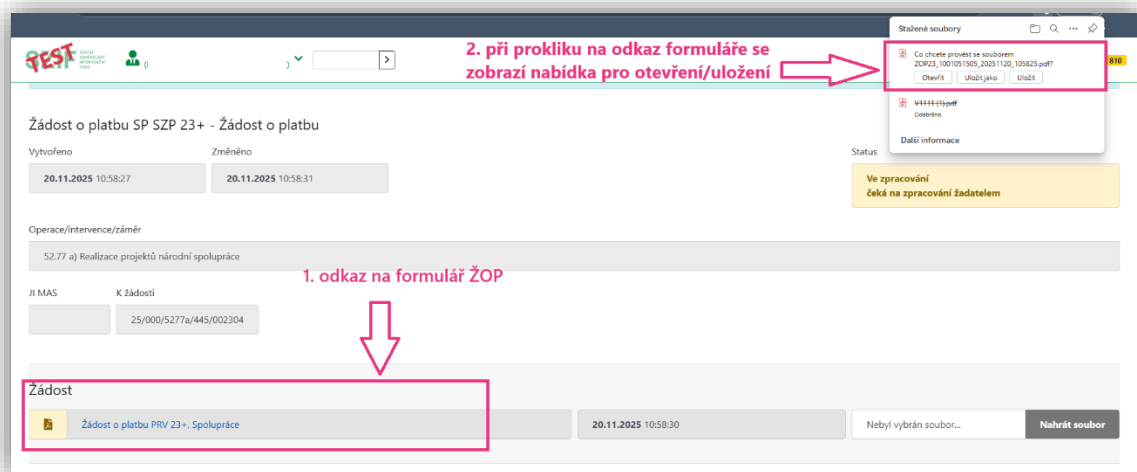 Stažené soubory
Co chcete provést se souborem
ZOP23_1001051505_20251120_105825.pdf?
Otevřít Uložit jako Uložit
V1111 (1).pdf
Odebráno
Další informace
TEST
2. při prokliku na odkaz formuláře se
zobrazí nabídka pro otevření/uložení
810
Žádost o platbu SP SZP 23+ - Žádost o platbu
Vytvořeno Změněno Status
20.11.2025 10:58:27 20.11.2025 10:58:31
Ve zpracování
čeká na zpracování žadatelem
Operace/intervence/záměr
52.77 a) Realizace projektů národní spolupráce
1. odkaz na formulář ŽOP
JI MAS K žádosti
25/000/5277a/445/002304
Žádost
Žádost o platbu PRV 23+, Spolupráce 20.11.2025 10:58:30 Nebyl vybrán soubor... Nahrát soubor